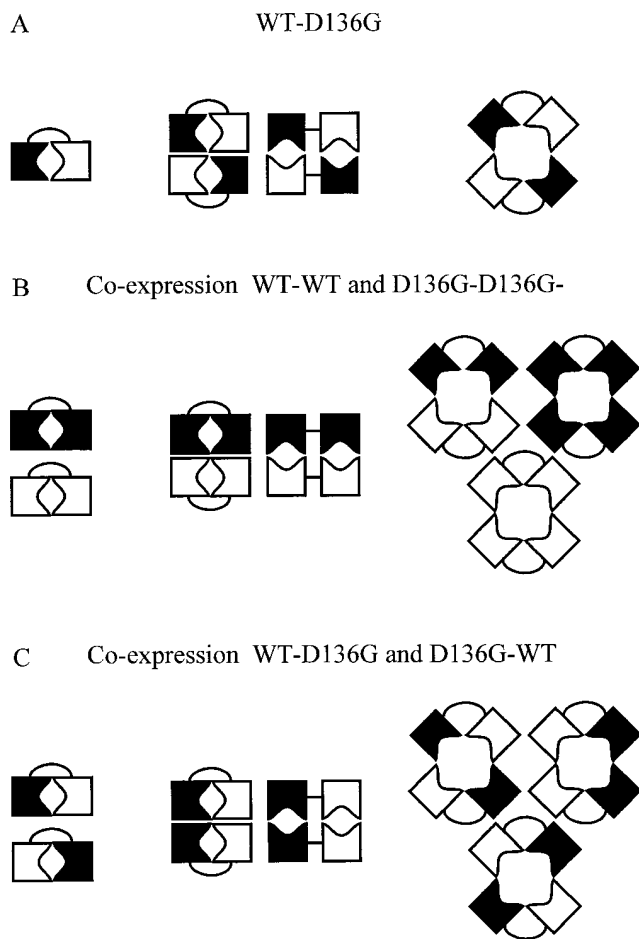 A WT-D136G
B Co-expression WT-WT and D136G-D136G-
C Co-expression WT-D136G and D136G-WT